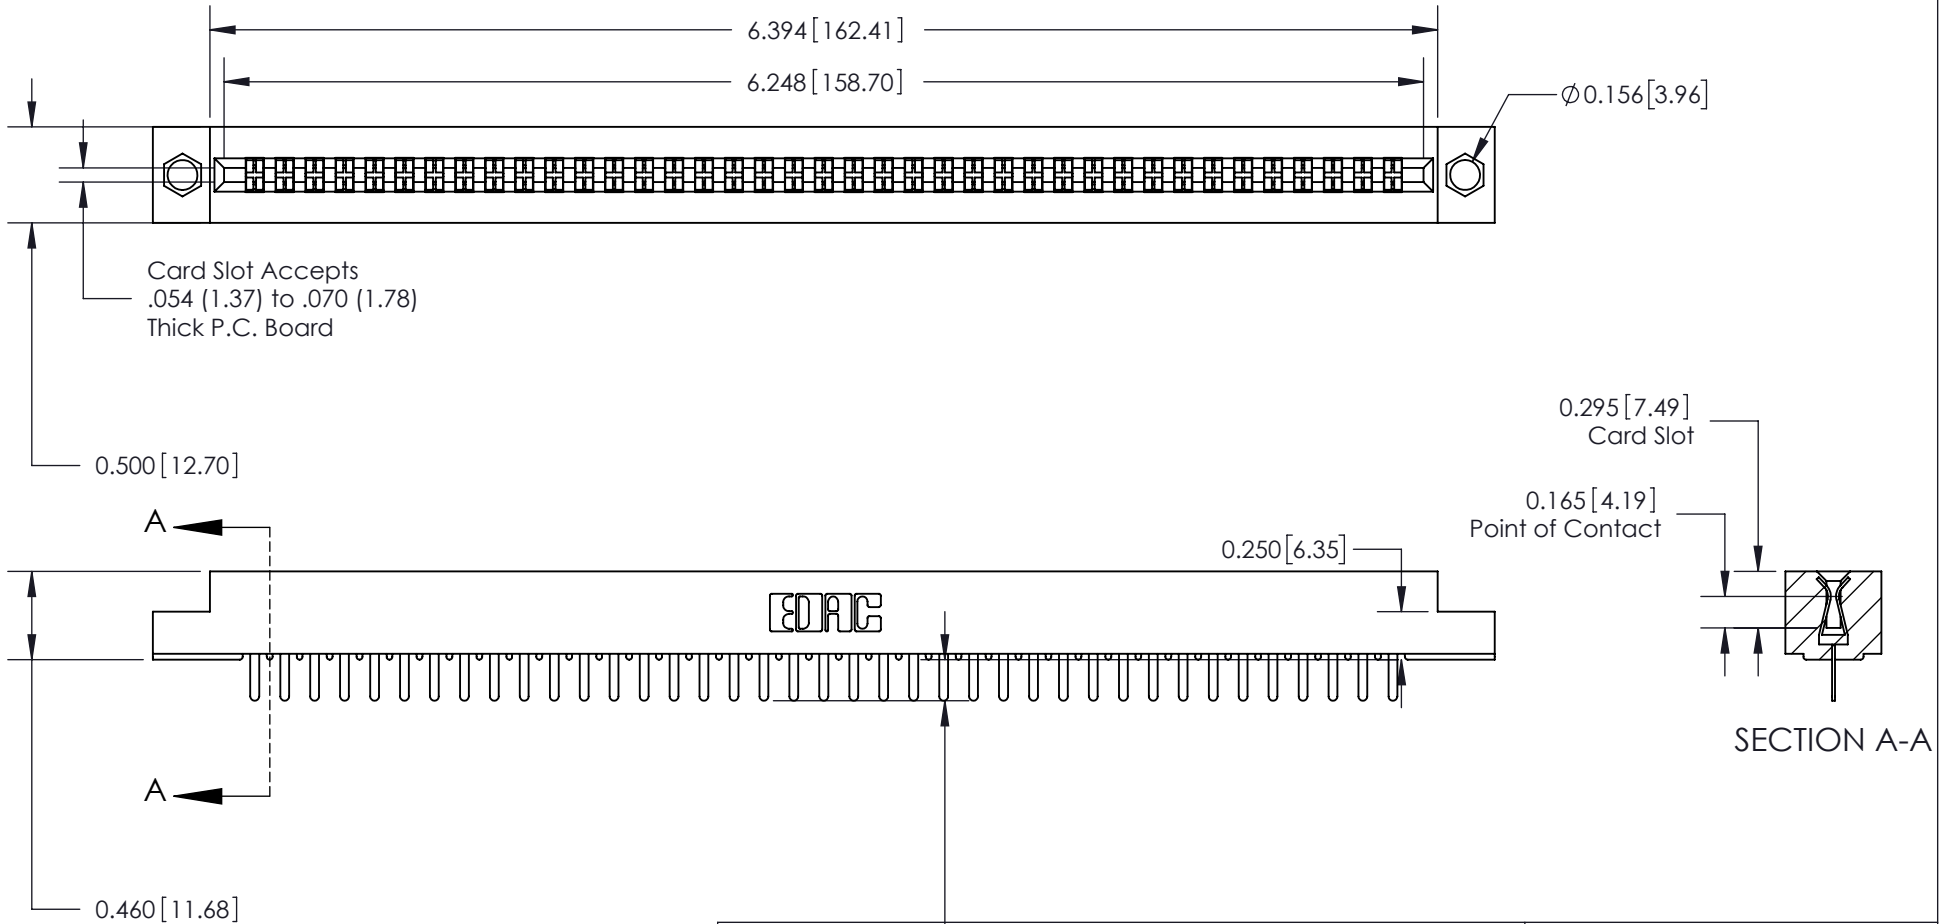 6.394[162.41]
6.248[158.70]
Ø0.156[3.96]
Card Slot Accepts
.054 (1.37) to .070 (1.78)
Thick P.C. Board
0.295[7.49]
Card Slot
0.500[12.70]
0.165[4.19]
Point of Contact
A
0.250[6.35]
EDAC
SECTION A-A
A
0.460[11.68]